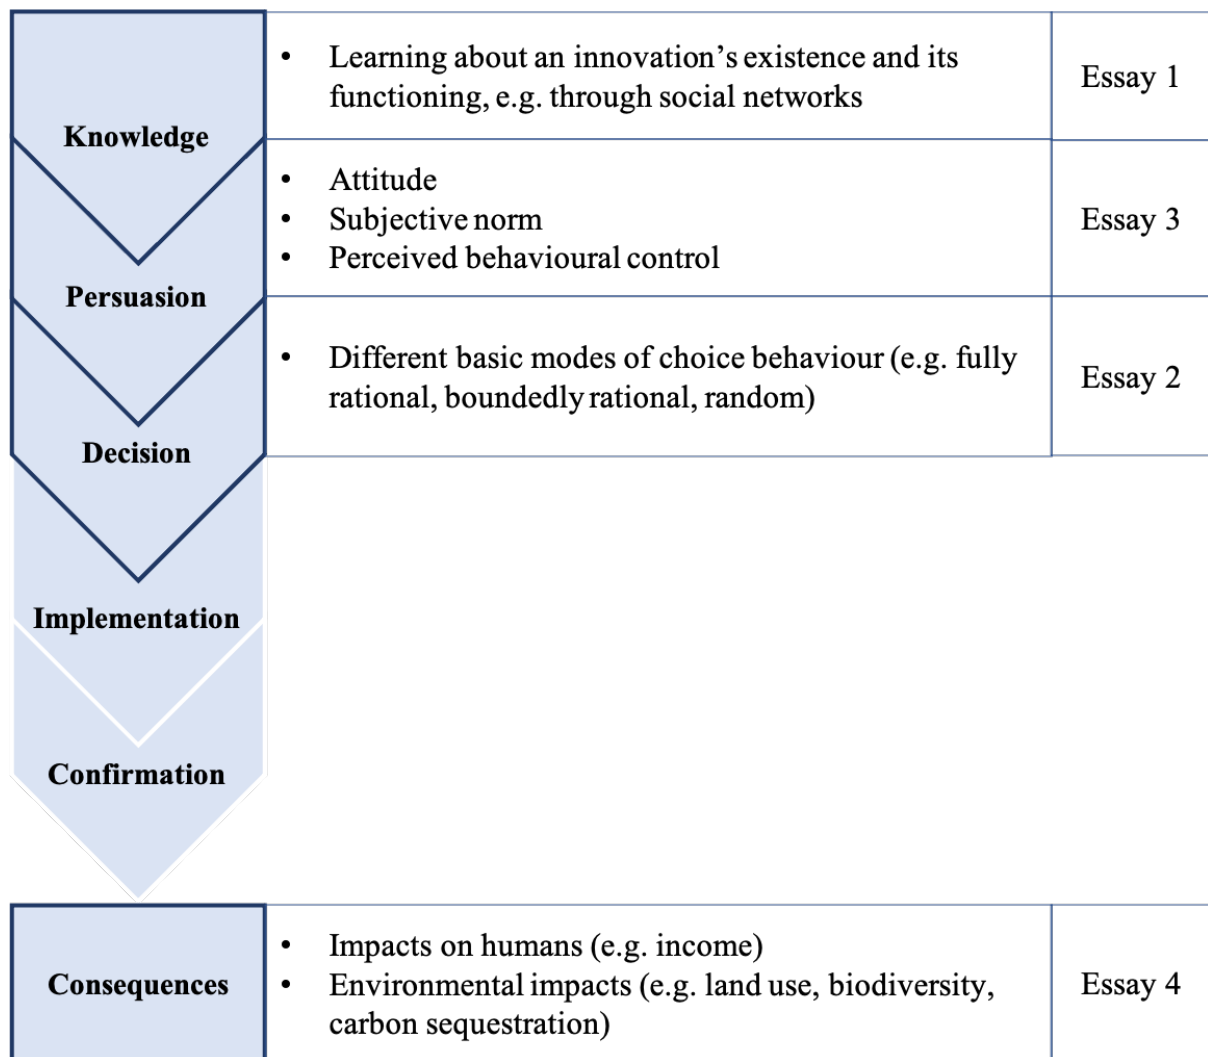 Knowledge
• Learning about an innovation’s existence and its
functioning, e.g. through social networks
Essay 1
Persuasion
• Attitude
• Subjective norm
• Perceived behavioural control
Essay 3
Decision
• Different basic modes of choice behaviour (e.g. fully
rational, boundedly rational, random)
Essay 2
Implementation
Confirmation
Consequences
• Impacts on humans (e.g. income)
• Environmental impacts (e.g. land use, biodiversity,
carbon sequestration)
Essay 4